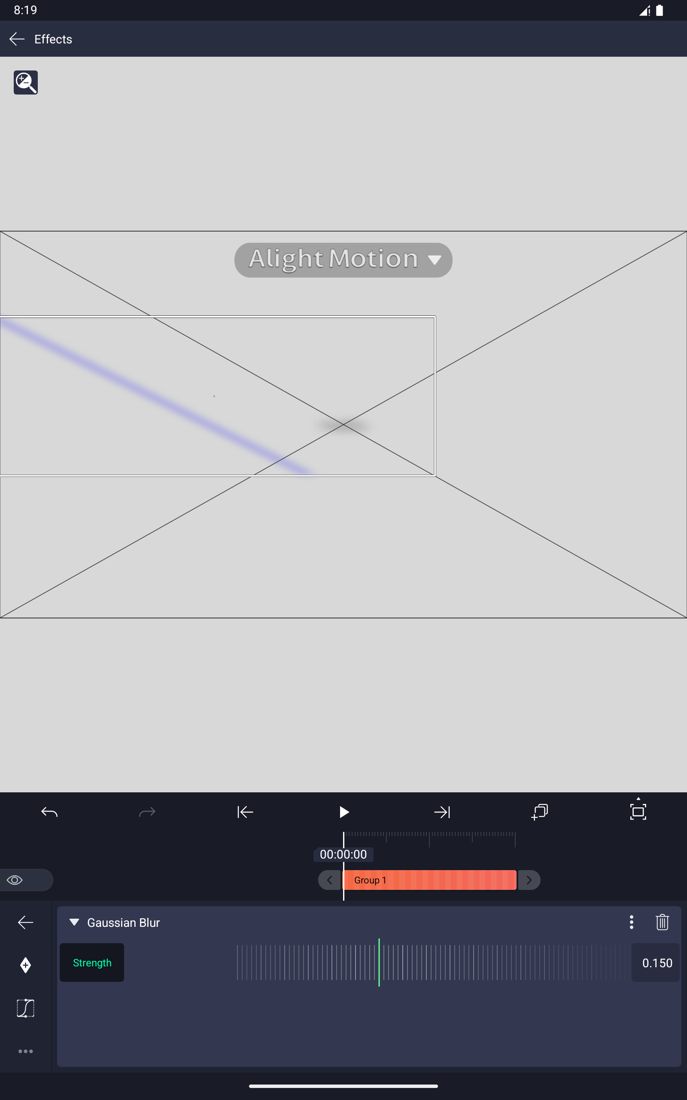 8:19
Effects
Alight Motion
00:00:00
Group 1
Gaussian Blur
Strength
0.150